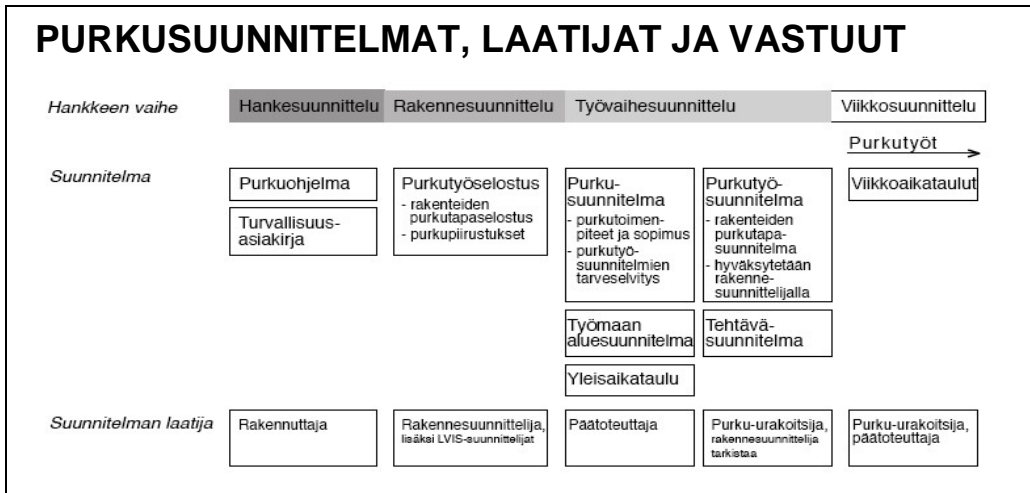 PURKUSUUNNITELMAT, LAATIJAT JA VASTUUT
Hankkeen vaihe
Hankesuunnittelu
Rakennesuunnittelu
Työvaihesuunnittelu
Viikkosuunnittelu
Purkutyöt
Suunnitelma
Purkuohjelma
Turvallisuus-
asiakirja
Purkutyöselostus
- rakenteiden
purkutapaselostus
- purkupiirustukset
Purku-
suunnitelma
- purkutoimen-
piteet ja sopimus
- purkutyö-
suunnitelmien
tarveselvitys
Työmaan
aluesuunnitelma
Yleisaikataulu
Purkutyö-
suunnitelma
- rakenteiden
purkutapa-
suunnitelma
- hyväksytetään
rakenne-
suunnittelijalla
Tehtävä-
suunnitelma
Viikkoaikataulut
Suunnitelman laatija
Rakennuttaja
Rakennesuunnittelija,
lisäksi LVIS-suunnittelijat
Päätoteuttaja
Purku-urakoitsija,
rakennesuunnittelija
tarkistaa
Purku-urakoitsija,
päätoteuttaja